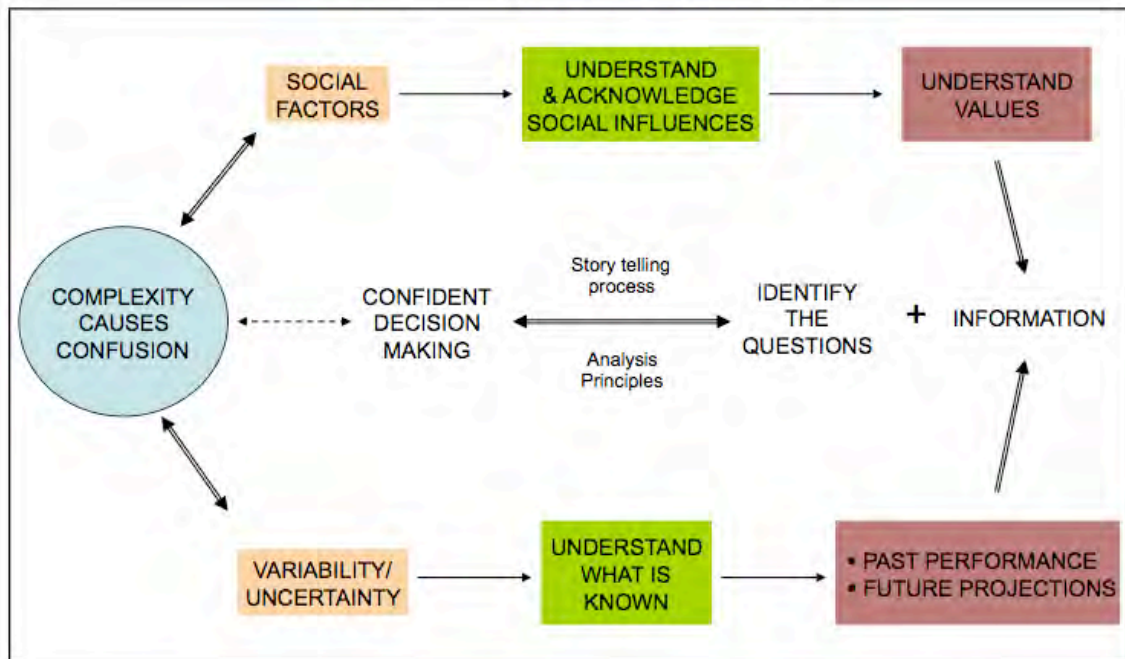 SOCIAL
FACTORS
UNDERSTAND
& ACKNOWLEDGE
SOCIAL INFLUENCES
UNDERSTAND
VALUES
COMPLEXITY
CAUSES
CONFUSION
CONFIDENT
DECISION
MAKING
Story telling
process
Analysis
Principles
IDENTIFY
THE
QUESTIONS
+
INFORMATION
VARIABILITY/
UNCERTAINTY
UNDERSTAND
WHAT IS
KNOWN
▪ PAST PERFORMANCE
▪ FUTURE PROJECTIONS